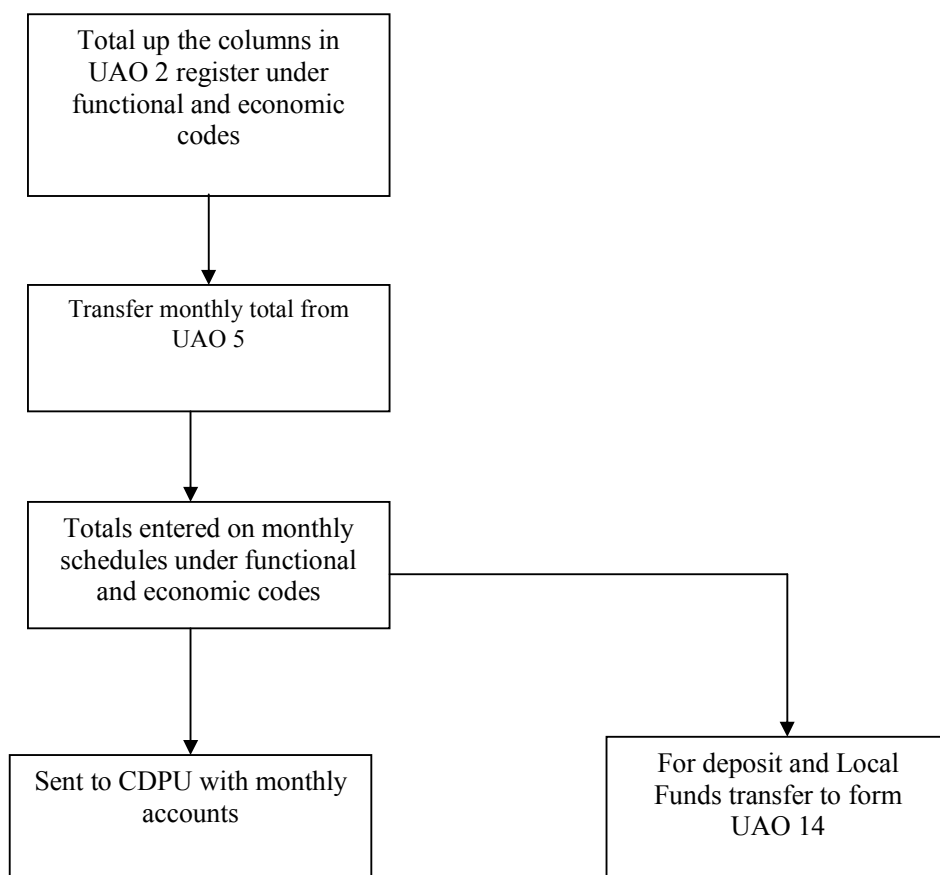 Total up the columns in
UAO 2 register under
functional and economic
codes
Transfer monthly total from
UAO 5
Totals entered on monthly
schedules under functional
and economic codes
Sent to CDPU with monthly
accounts
For deposit and Local
Funds transfer to form
UAO 14